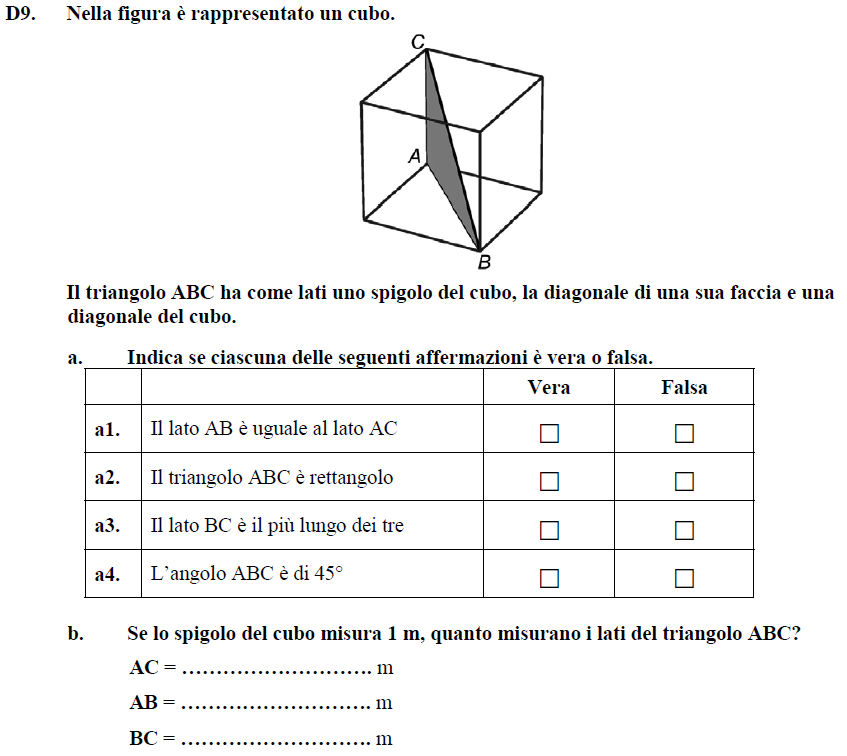 D9. Nella figura è rappresentato un cubo.
C
A
B
Il triangolo ABC ha come lati uno spigolo del cubo, la diagonale di una sua faccia e una
diagonale del cubo.
a. Indica se ciascuna delle seguenti affermazioni è vera o falsa.
Vera Falsa
a1. Il lato AB è uguale al lato AC □ □
a2. Il triangolo ABC è rettangolo □ □
a3. Il lato BC è il più lungo dei tre □ □
a4. L’angolo ABC è di 45° □ □
b. Se lo spigolo del cubo misura 1 m, quanto misurano i lati del triangolo ABC?
AC = ………………………. m
AB = ………………………. m
BC = ………………………. m